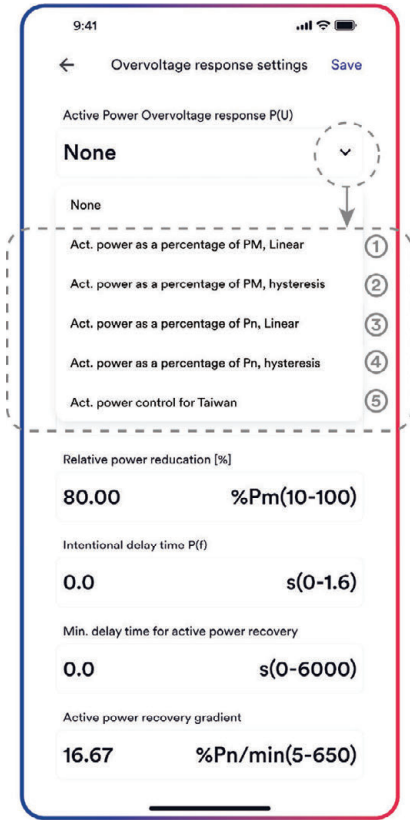 9:41
Overvoltage response settings Save
Active Power Overvoltage response P(U)
None
None
Act. power as a percentage of PM, Linear ①
Act. power as a percentage of PM, hysteresis ②
Act. power as a percentage of Pn, Linear ③
Act. power as a percentage of Pn, hysteresis ④
Act. power control for Taiwan ⑤
Relative power reducation [%]
80.00 %Pm(10-100)
Intentional delay time P(f)
0.0 s(0-1.6)
Min. delay time for active power recovery
0.0 s(0-6000)
Active power recovery gradient
16.67 %Pn/min(5-650)